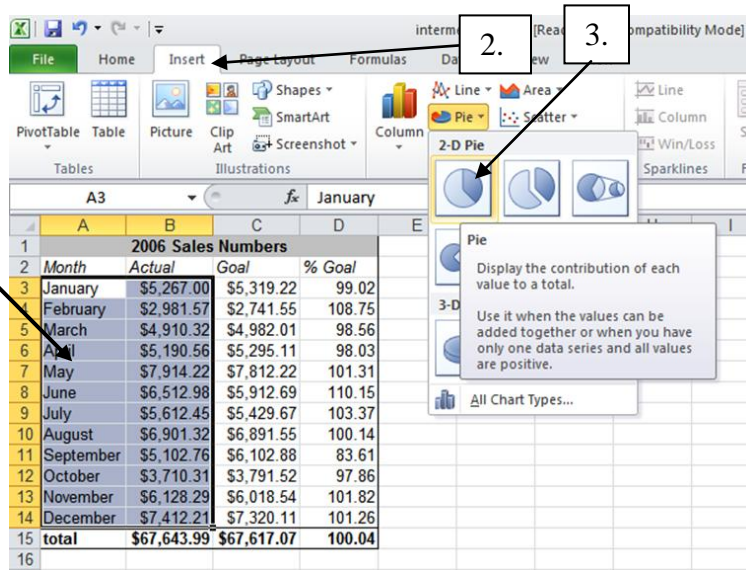 interme [Rea ompatibility Mode]
2.
3.
File Home Insert Page Layout Formulas Da ew
PivotTable Table Picture Clip Art Shapes SmartArt Screenshot Column Line Area Pie Scatter Line Column Win/Loss S
Tables Illustrations Sparklines F
2-D Pie
A3 fx January
A B C D E H I
1 2006 Sales Numbers
2 Month Actual Goal % Goal
3 January $5,267.00 $5,319.22 99.02
4 February $2,981.57 $2,741.55 108.75
5 March $4,910.32 $4,982.01 98.56
6 April $5,190.56 $5,295.11 98.03
7 May $7,914.22 $7,812.22 101.31
8 June $6,512.98 $5,912.69 110.15
9 July $5,612.45 $5,429.67 103.37
10 August $6,901.32 $6,891.55 100.14
11 September $5,102.76 $6,102.88 83.61
12 October $3,710.31 $3,791.52 97.86
13 November $6,128.29 $6,018.54 101.82
14 December $7,412.21 $7,320.11 101.26
15 total $67,643.99 $67,617.07 100.04
16
Pie
Display the contribution of each
value to a total.
Use it when the values can be
added together or when you have
only one data series and all values
are positive.
3-D
All Chart Types...